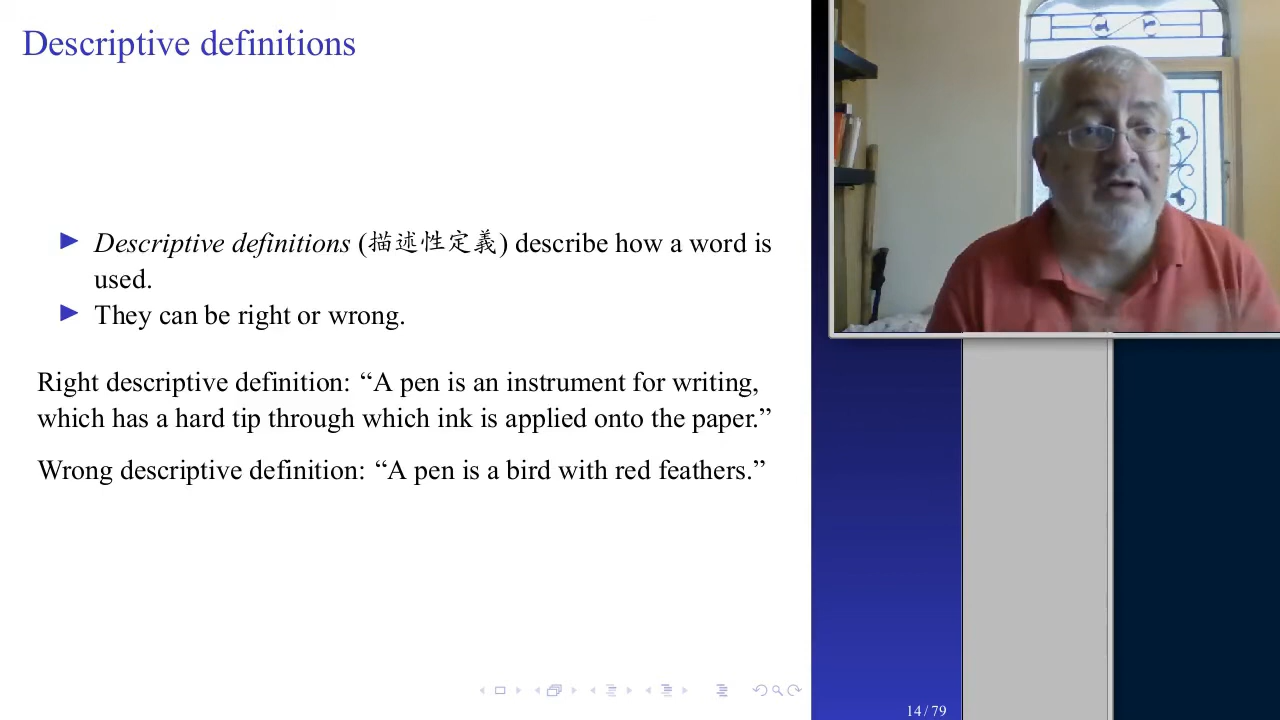 Descriptive definitions
Descriptive definitions (描述性定義) describe how a word is
used.
They can be right or wrong.
Right descriptive definition: “A pen is an instrument for writing,
which has a hard tip through which ink is applied onto the paper.”
Wrong descriptive definition: “A pen is a bird with red feathers.”
14 / 79